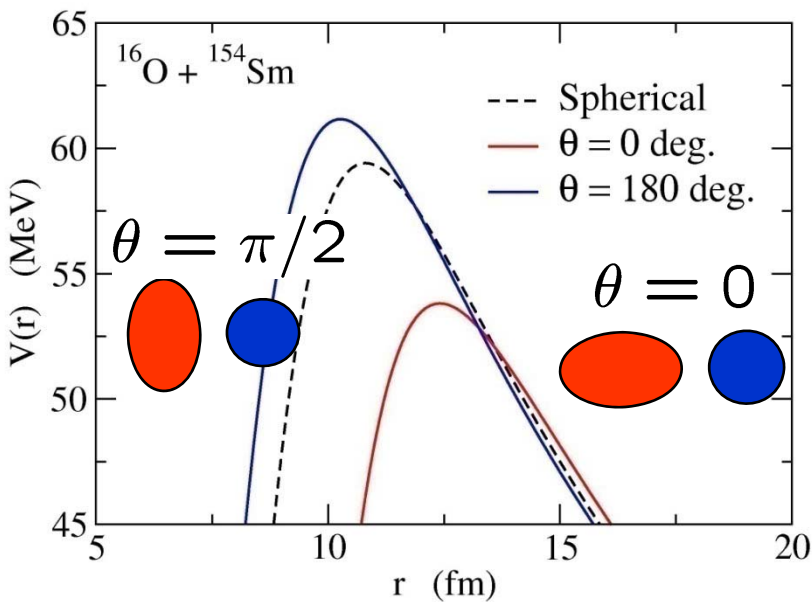 65
60
55
50
45
V(r) (MeV)
¹⁶O + ¹⁵⁴Sm
Spherical
θ = 0 deg.
θ = 180 deg.
θ = π/2
θ = 0
5 10 15 20
r (fm)